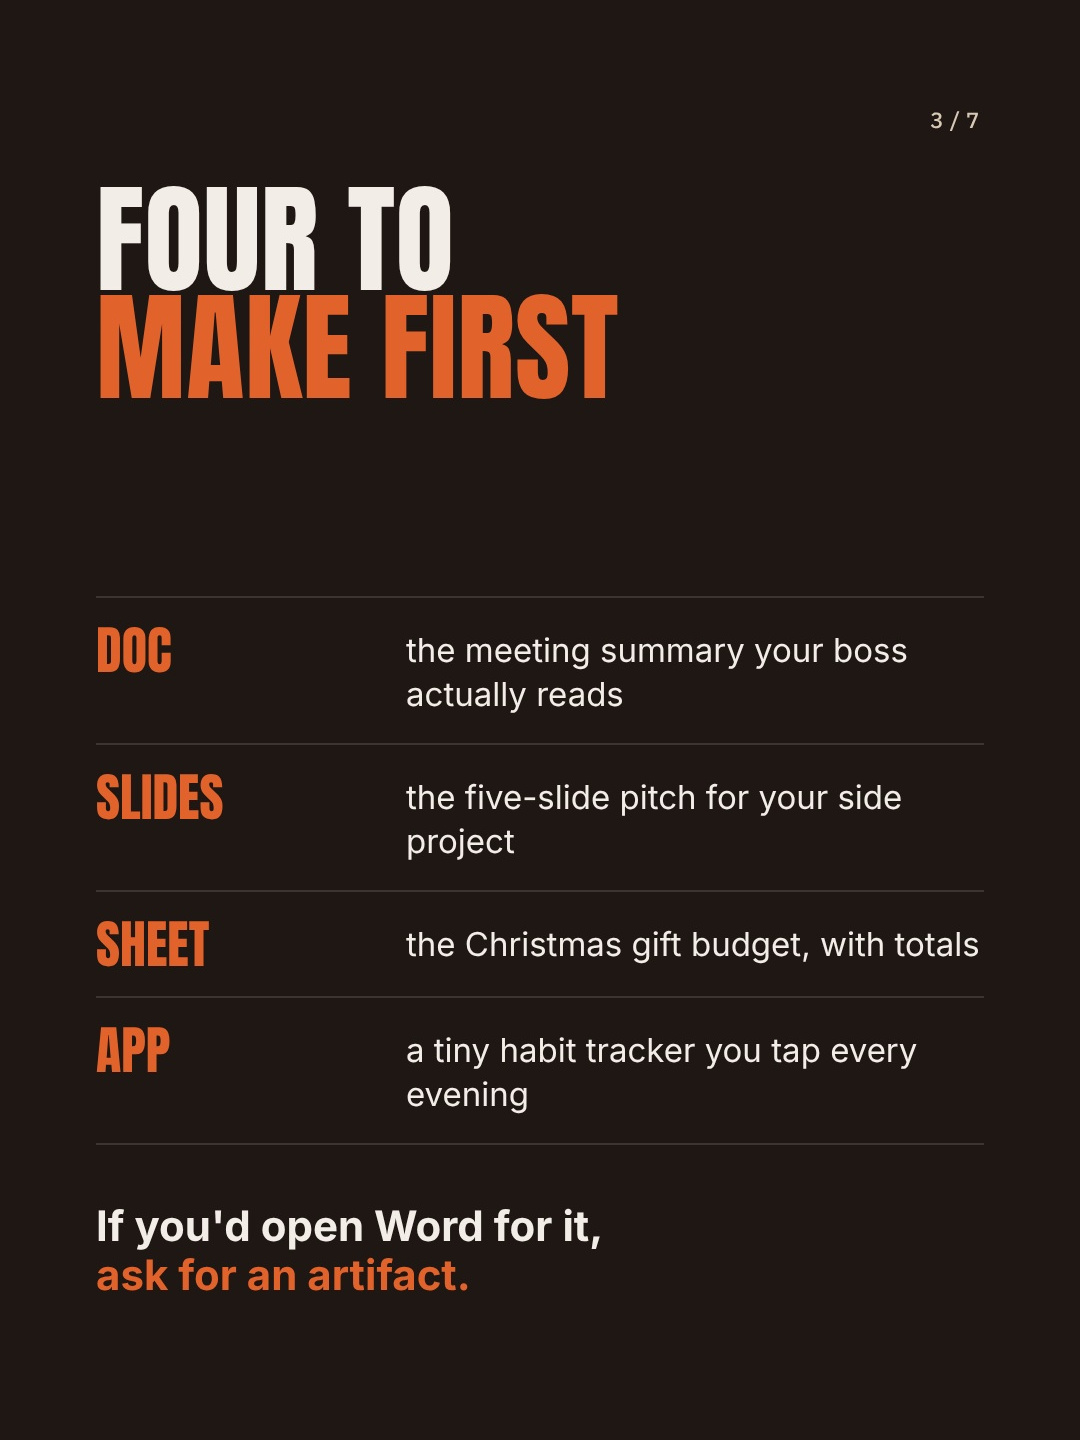 3 / 7
FOUR TO
MAKE FIRST
DOC
the meeting summary your boss
actually reads
SLIDES
the five-slide pitch for your side
project
SHEET
the Christmas gift budget, with totals
APP
a tiny habit tracker you tap every
evening
If you'd open Word for it,
ask for an artifact.